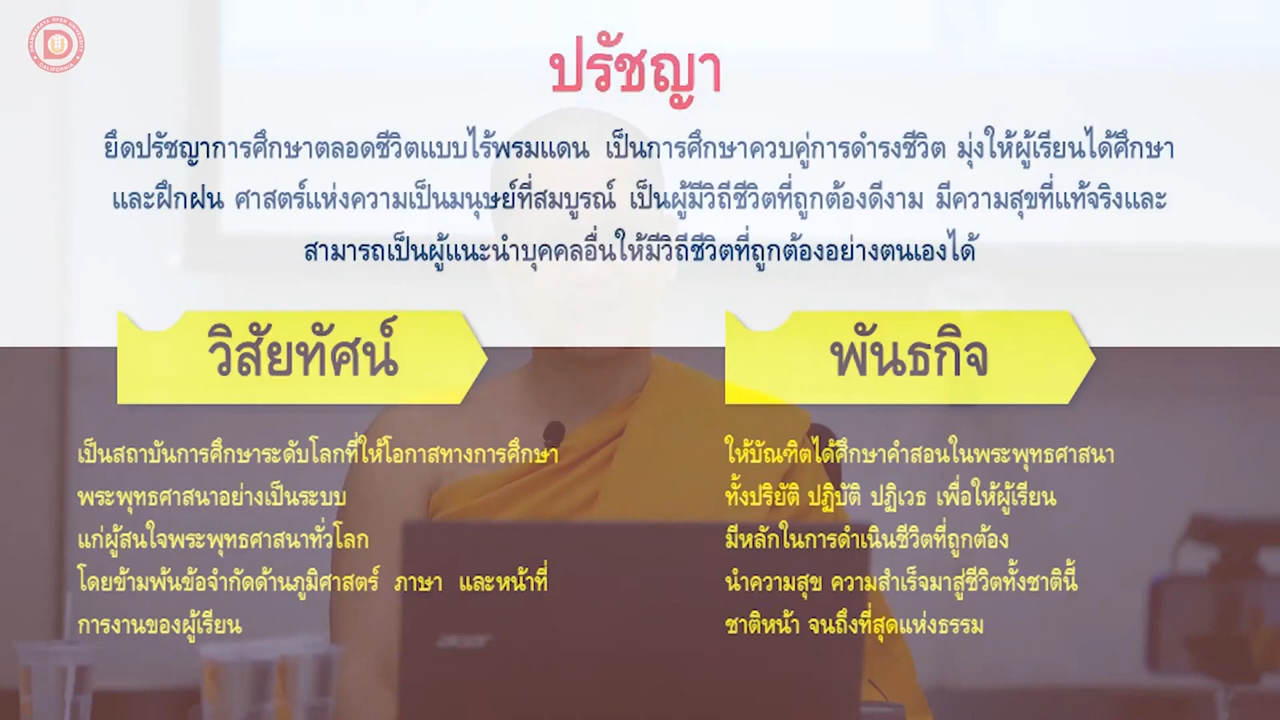 DHAMMAKAYA OPEN UNIVERSITY
CALIFORNIA
ปรัชญา
ยึดปรัชญาการศึกษาตลอดชีวิตแบบไร้พรมแดน เป็นการศึกษาควบคู่การดำรงชีวิต มุ่งให้ผู้เรียนได้ศึกษา
และฝึกฝน ศาสตร์แห่งความเป็นมนุษย์ที่สมบูรณ์ เป็นผู้มีวิถีชีวิตที่ถูกต้องดีงาม มีความสุขที่แท้จริงและ
สามารถเป็นผู้แนะนำบุคคลอื่นให้มีวิถีชีวิตที่ถูกต้องอย่างตนเองได้
วิสัยทัศน์
เป็นสถาบันการศึกษาระดับโลกที่ให้โอกาสทางการศึกษา
พระพุทธศาสนาอย่างเป็นระบบ
แก่ผู้สนใจพระพุทธศาสนาทั่วโลก
โดยข้ามพ้นข้อจำกัดด้านภูมิศาสตร์ ภาษา และหน้าที่
การงานของผู้เรียน
พันธกิจ
ให้บัณฑิตได้ศึกษาคำสอนในพระพุทธศาสนา
ทั้งปริยัติ ปฏิบัติ ปฏิเวธ เพื่อให้ผู้เรียน
มีหลักในการดำเนินชีวิตที่ถูกต้อง
นำความสุข ความสำเร็จมาสู่ชีวิตทั้งชาตินี้
ชาติหน้า จนถึงที่สุดแห่งธรรม
acer